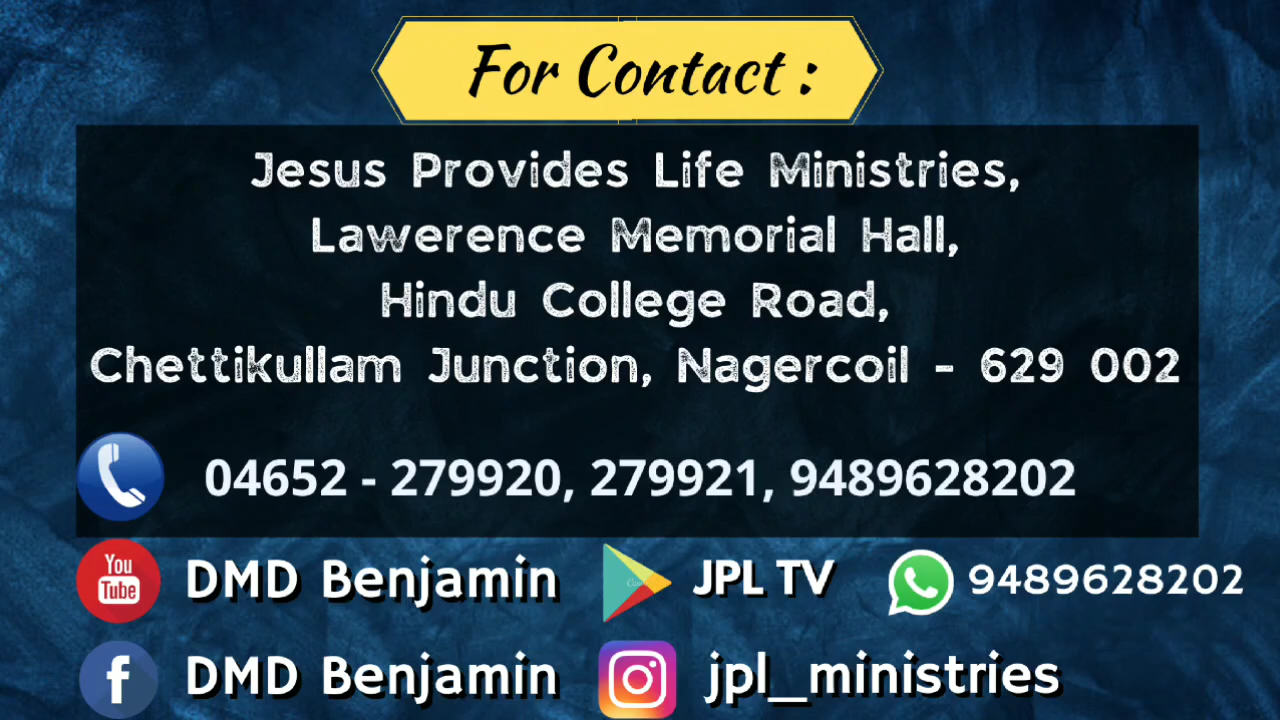 For Contact :
Jesus Provides Life Ministries,
Lawerence Memorial Hall,
Hindu College Road,
Chettikullam Junction, Nagercoil - 629 002
04652 - 279920, 279921, 9489628202
You Tube DMD Benjamin JPL TV 9489628202
f DMD Benjamin jpl_ministries